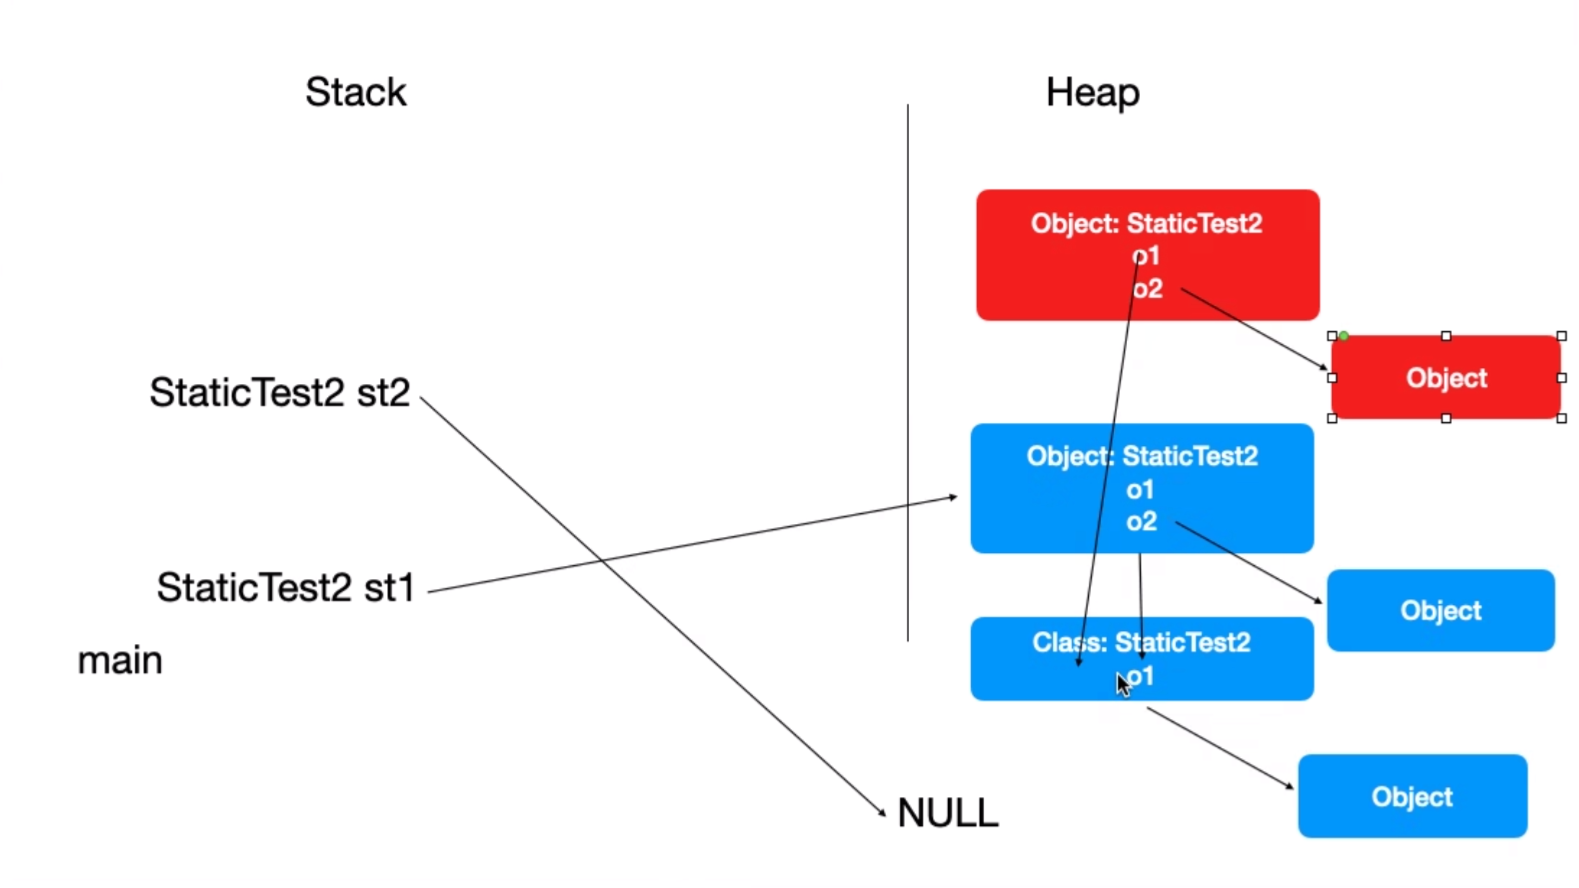 Stack
Heap
Object: StaticTest2
o1
o2
Object
StaticTest2 st2
Object: StaticTest2
o1
o2
StaticTest2 st1
Object
Class: StaticTest2
o1
main
Object
NULL